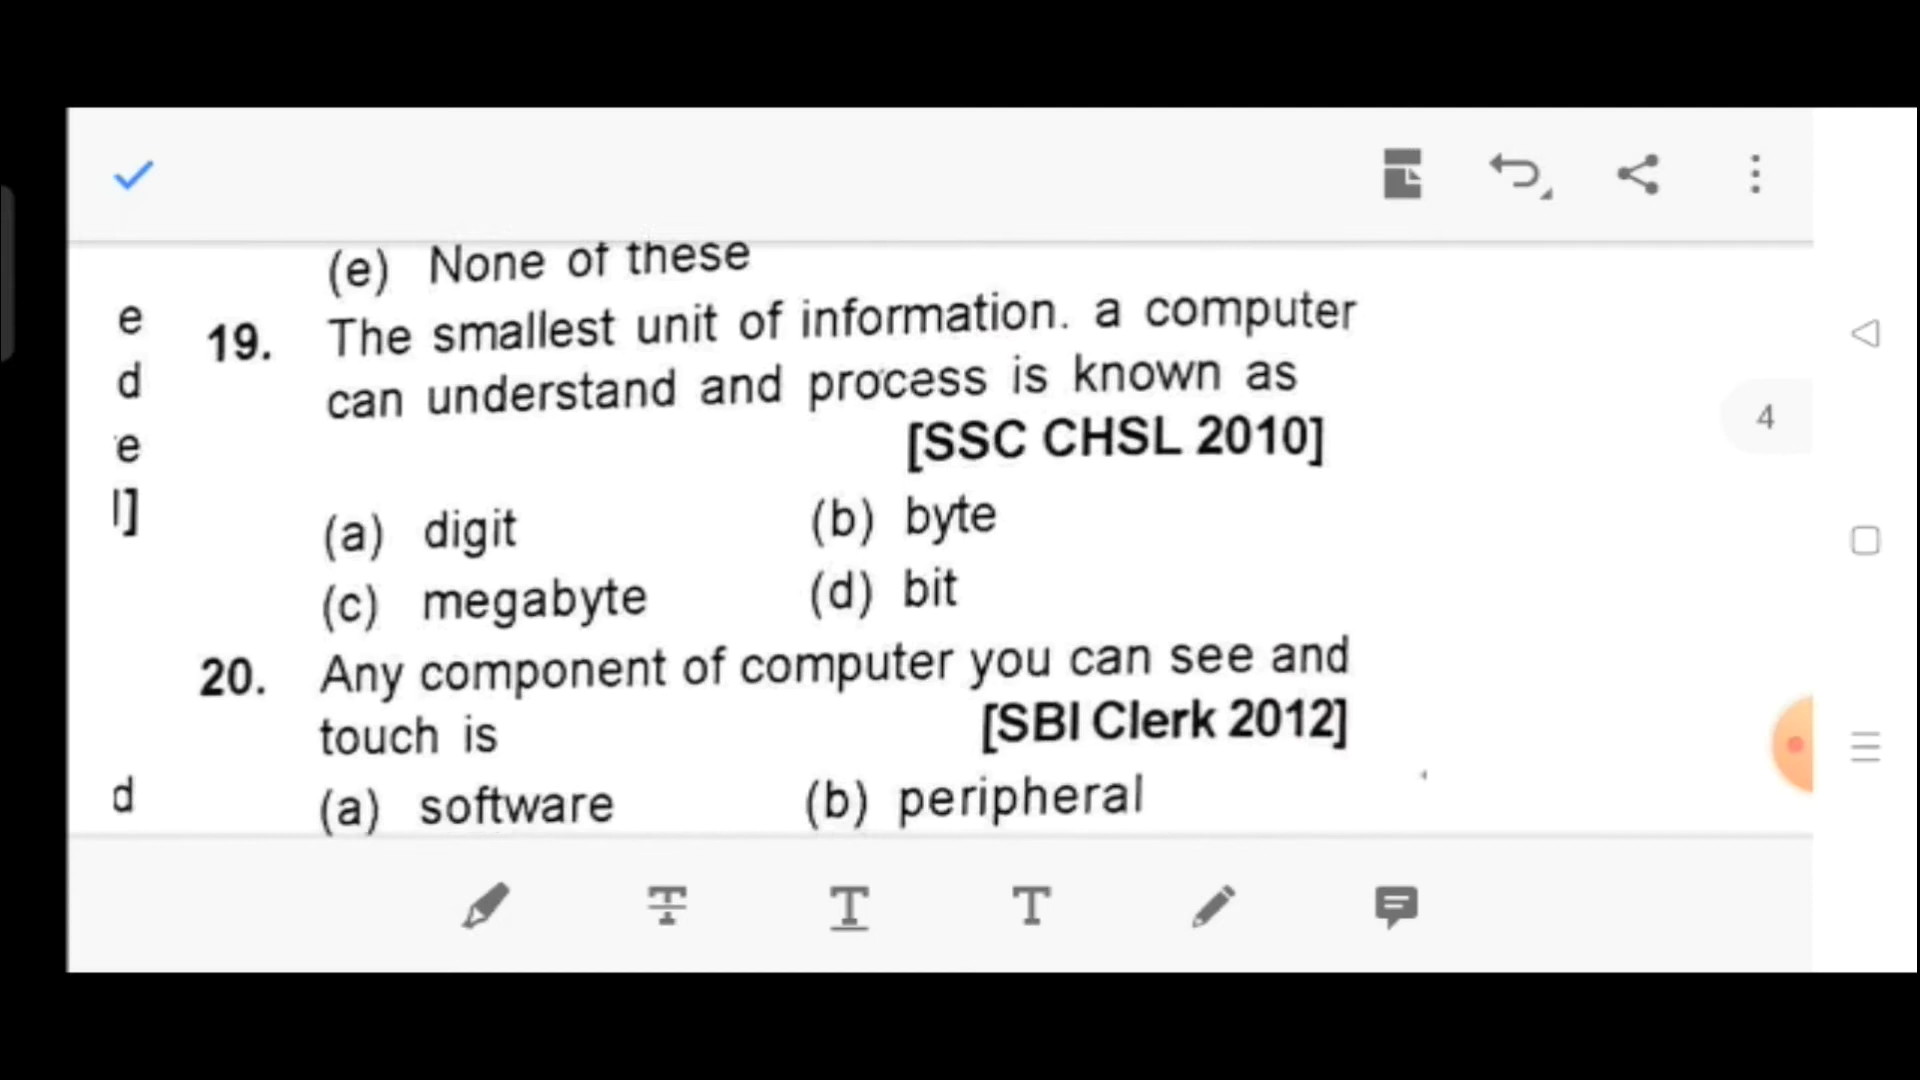 (e) None of these
e
d
e
l]
d
19. The smallest unit of information. a computer
can understand and process is known as
[SSC CHSL 2010]
(a) digit (b) byte
(c) megabyte (d) bit
20. Any component of computer you can see and
touch is [SBI Clerk 2012]
(a) software (b) peripheral
4